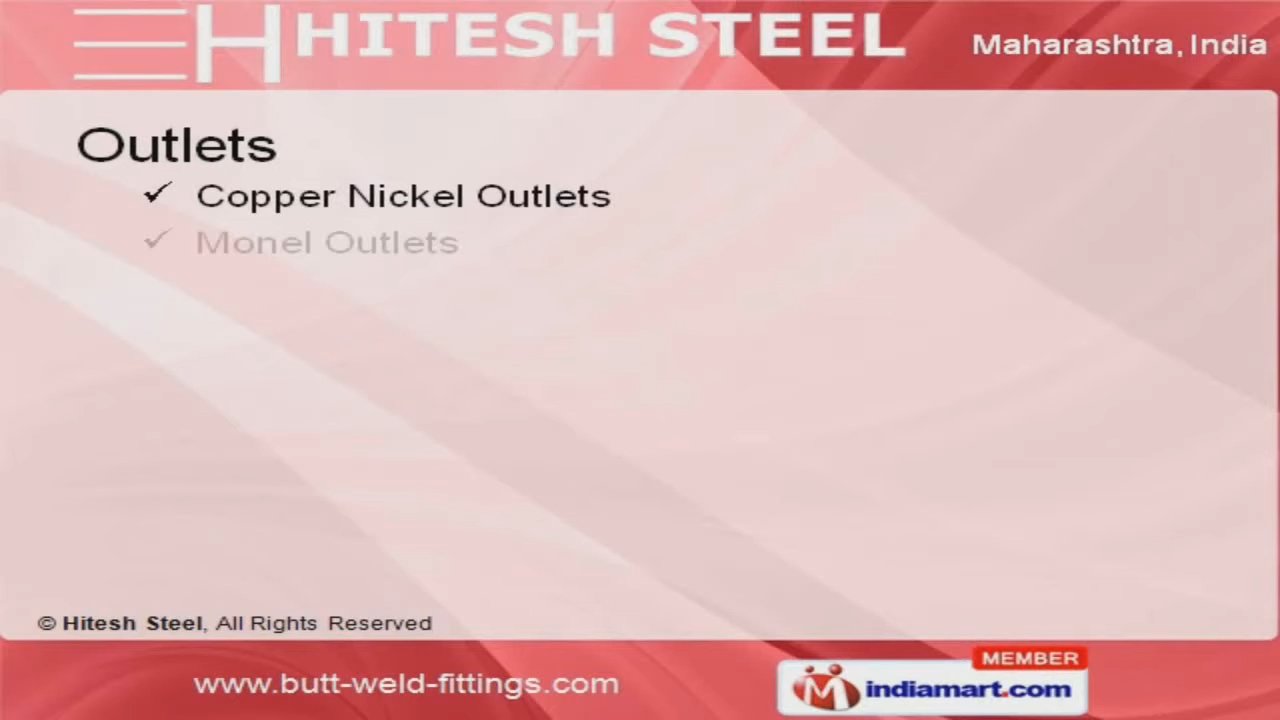 HHITESH STEEL
Maharashtra, India
Outlets
✓ Copper Nickel Outlets
✓ Monel Outlets
© Hitesh Steel, All Rights Reserved
www.butt-weld-fittings.com
MEMBER
indiamart.com